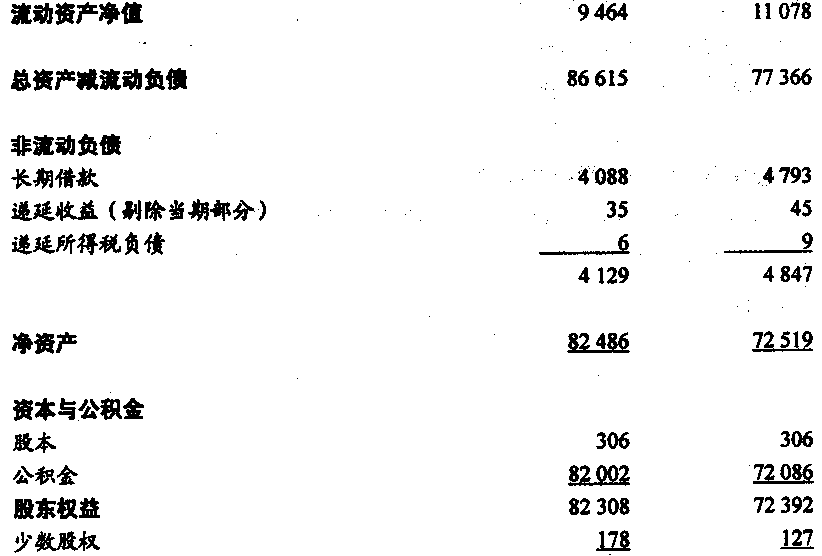 流动资产净值 9 464 11 078
总资产减流动负债 86 615 77 366
非流动负债
长期借款 4 088 4 793
递延收益（剔除当期部分） 35 45
递延所得税负债 6 9
4 129 4 847
净资产 82 486 72 519
资本与公积金
股本 306 306
公积金 82 002 72 086
股东权益 82 308 72 392
少数股权 178 127